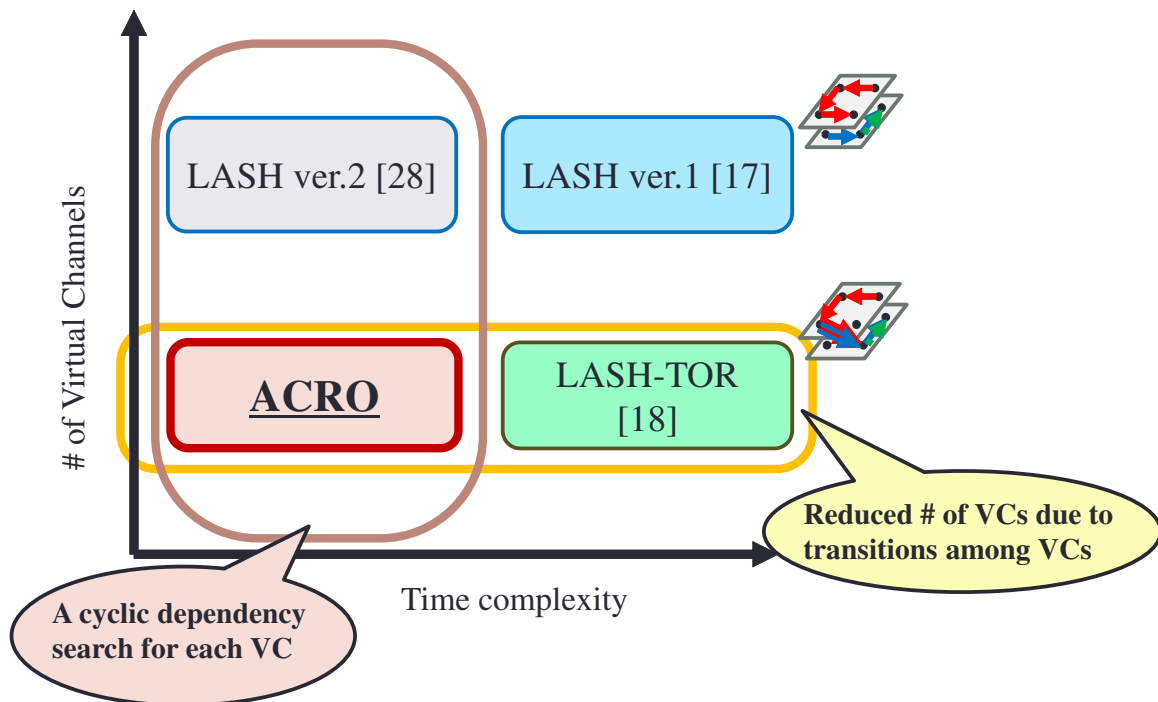 LASH ver.2 [28]
LASH ver.1 [17]
# of Virtual Channels
ACRO
LASH-TOR
[18]
Reduced # of VCs due to
transitions among VCs
Time complexity
A cyclic dependency
search for each VC